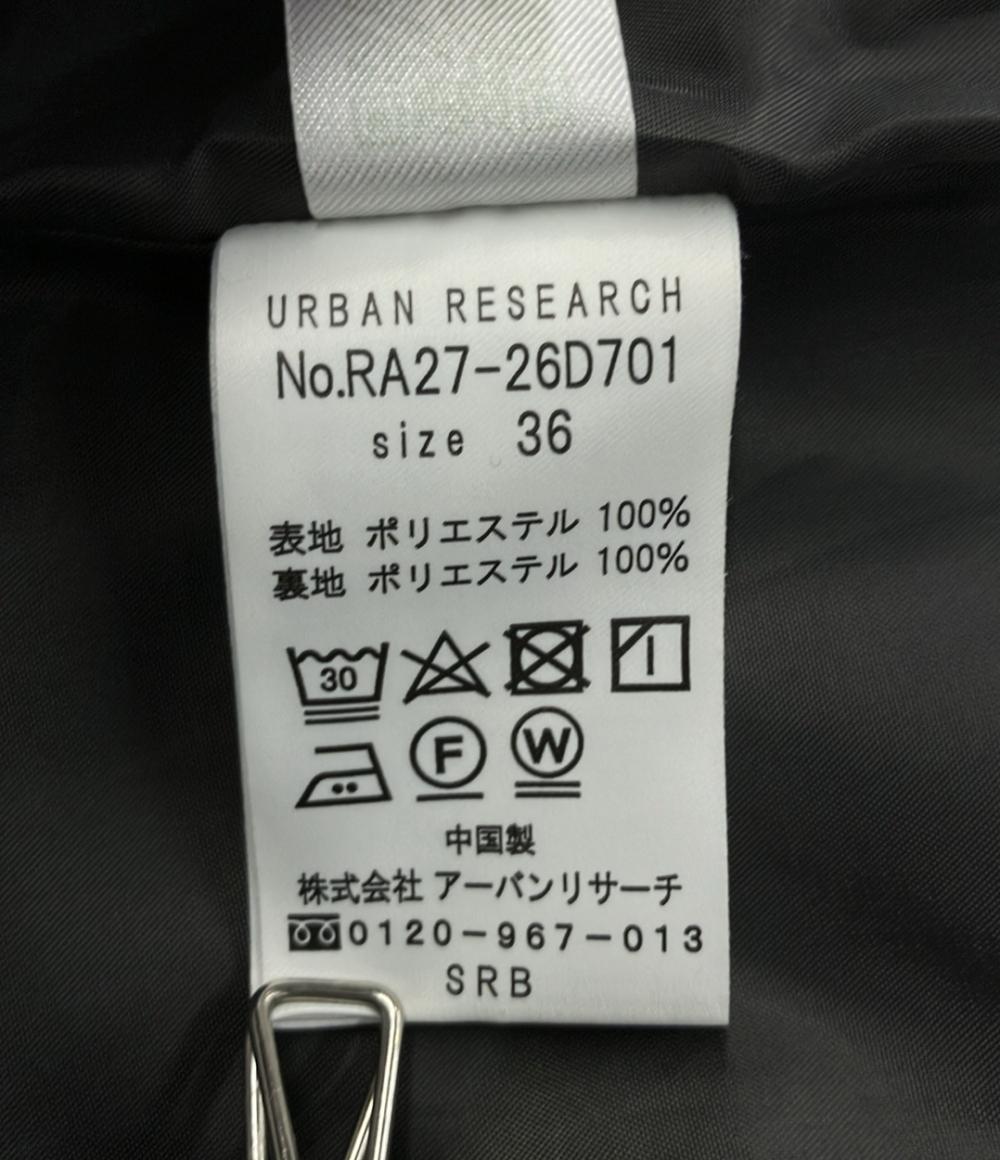 URBAN RESEARCH
No.RA27-26D701
size 36
表地 ポリエステル 100%
裏地 ポリエステル 100%
30
F W
中国製
株式会社 アーバンリサーチ
0120-967-013
SRB